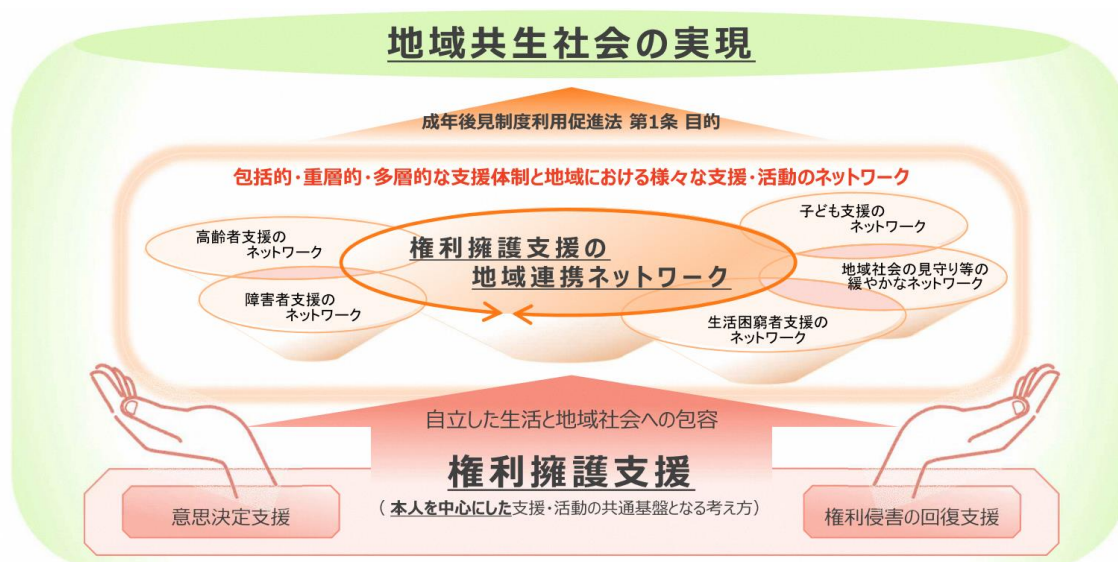 地域共生社会の実現
成年後見制度利用促進法 第1条 目的
包括的・重層的・多層的な支援体制と地域における様々な支援・活動のネットワーク
高齢者支援の
ネットワーク
障害者支援の
ネットワーク
権利擁護支援の
地域連携ネットワーク
子ども支援の
ネットワーク
地域社会の見守り等の
緩やかなネットワーク
生活困窮者支援の
ネットワーク
自立した生活と地域社会への包容
権利擁護支援
(本人を中心にした支援・活動の共通基盤となる考え方)
意思決定支援
権利侵害の回復支援